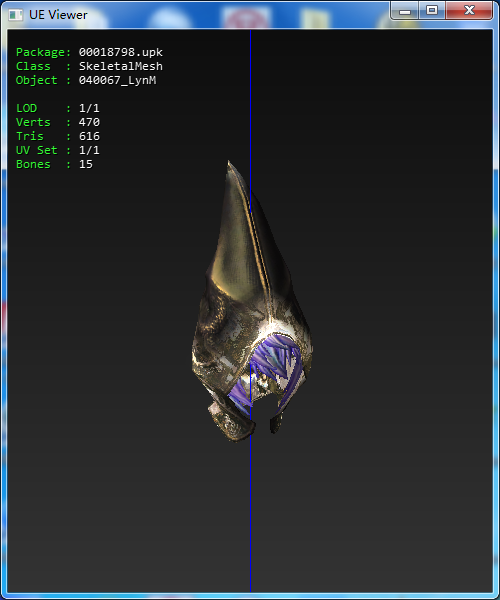 UE Viewer
Package: 00018798.upk
Class : SkeletalMesh
Object : 040067_LynM
LOD : 1/1
Verts : 470
Tris : 616
UV Set : 1/1
Bones : 15